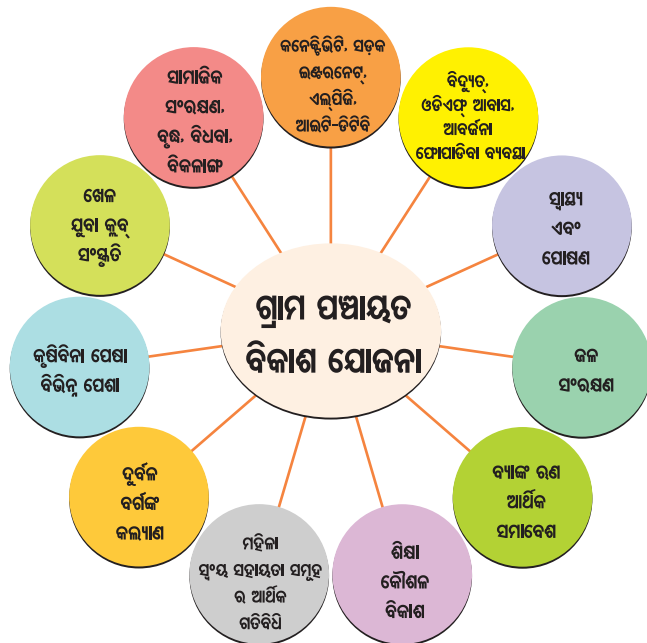 ଗ୍ରାମ ପଞ୍ଚାୟତ
ବିକାଶ ଯୋଜନା
କନେକ୍ଟିଭିଟି, ସଡ଼କ
ଇଣ୍ଟରନେଟ୍,
ଏଲ୍‌ପିଜି,
ଆଇଟି-ଡିଟିବି
ବିଦ୍ୟୁତ୍,
ଓଡିଏଫ୍ ଆବାସ,
ଆବର୍ଜନା
ଫୋପାଡିବା ବ୍ୟବସ୍ଥା
ସ୍ୱାସ୍ଥ୍ୟ
ଏବଂ
ପୋଷଣ
ଜଳ
ସଂରକ୍ଷଣ
ବ୍ୟାଙ୍କ ଋଣ
ଆର୍ଥିକ
ସମାବେଶ
ଶିକ୍ଷା
କୌଶଳ
ବିକାଶ
ମହିଳା
ସ୍ୱଂୟ ସହାୟତା ସମୂହ
ର ଆର୍ଥିକ
ଗତିବିଧି
ଦୁର୍ବଳ
ବର୍ଗଙ୍କ
କଲ୍ୟାଣ
କୃଷିବିନା ପେଷା
ବିଭିନ୍ନ ପେଶା
ଖେଳ
ଯୁବା କ୍ଲବ୍
ସଂସ୍କୃତି
ସାମାଜିକ
ସଂରକ୍ଷଣ,
ବୃଦ୍ଧ, ବିଧବା,
ବିକଳାଙ୍ଗ